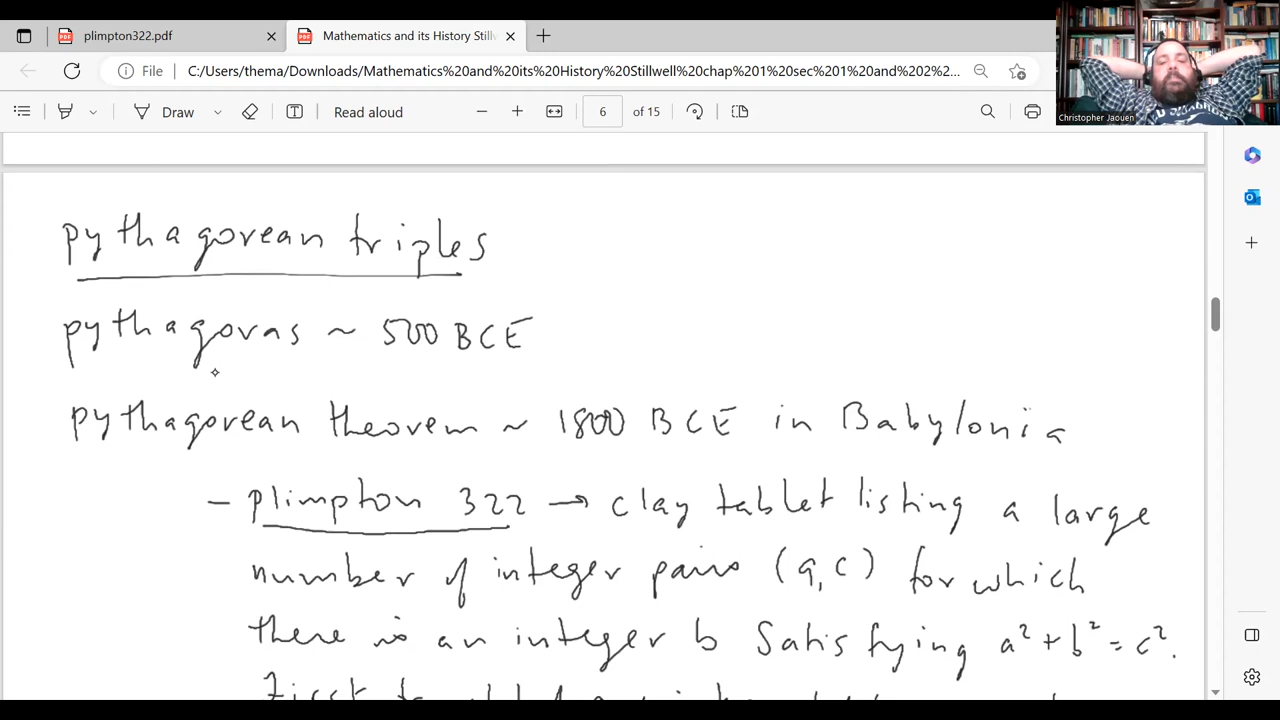 plimpton322.pdf
Mathematics and its History Stillw
File
C:/Users/thema/Downloads/Mathematics%20and%20its%20History%20Stillwell%20chap%201%20sec%201%20and%202%2...
Draw
Read aloud
6 of 15
Christopher Jaouen
pythagorean triples
pythagoras ~ 500 BCE
pythagorean theorem ~ 1800 BCE in Babylonia
- plimpton 322 → clay tablet listing a large
number of integer pairs (a,c) for which
there is an integer b satisfying a² + b² = c².